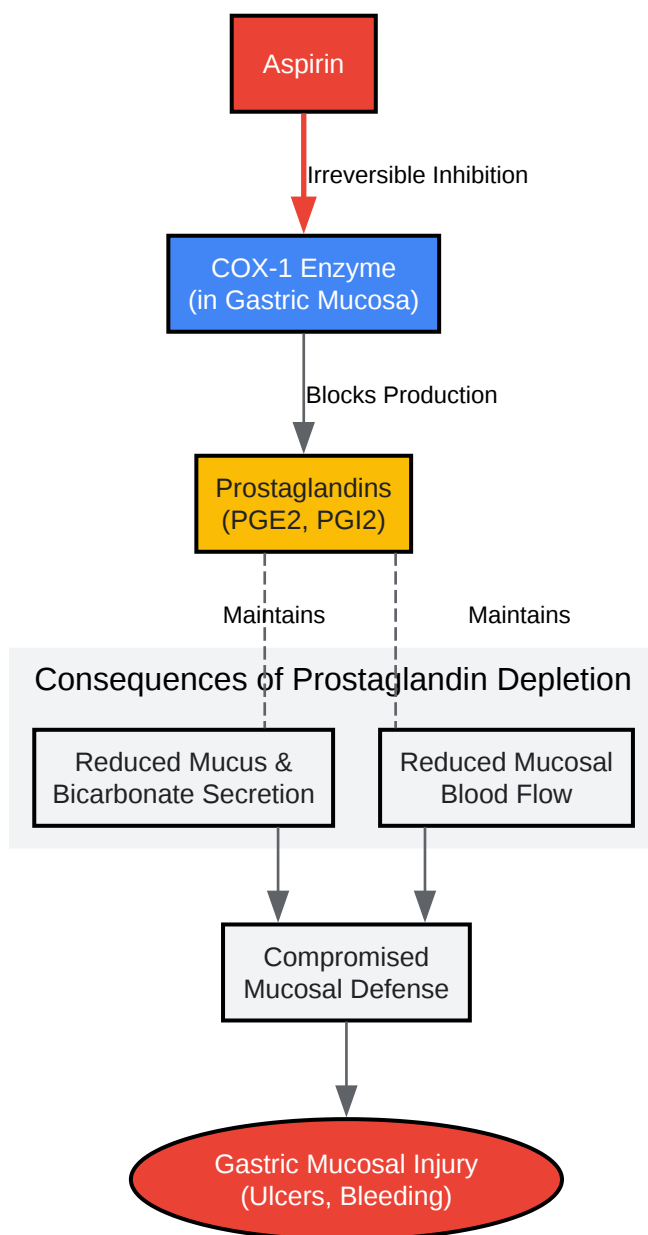 Aspirin
Irreversible Inhibition
COX-1 Enzyme
(in Gastric Mucosa)
Blocks Production
Prostaglandins
(PGE2, PGI2)
Maintains
Maintains
Consequences of Prostaglandin Depletion
Reduced Mucus &
Bicarbonate Secretion
Reduced Mucosal
Blood Flow
Compromised
Mucosal Defense
Gastric Mucosal Injury
(Ulcers, Bleeding)